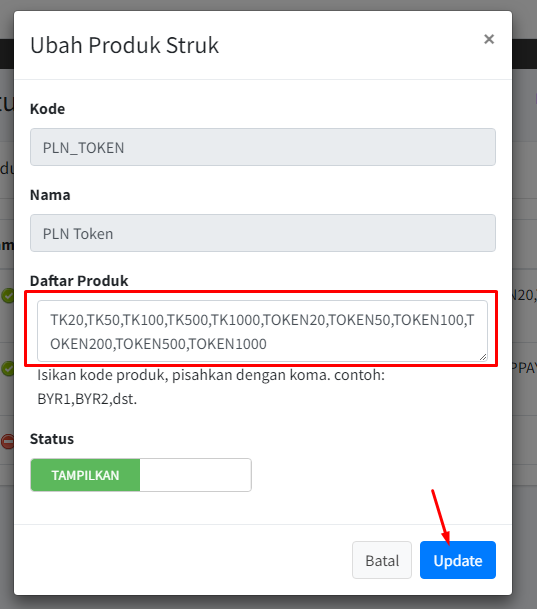 Ubah Produk Struk
×
Kode
PLN_TOKEN
Nama
PLN Token
Daftar Produk
TK20,TK50,TK100,TK500,TK1000,TOKEN20,TOKEN50,TOKEN100,T
OKEN200,TOKEN500,TOKEN1000
Isikan kode produk, pisahkan dengan koma. contoh:
BYR1,BYR2,dst.
Status
TAMPILKAN
Batal
Update